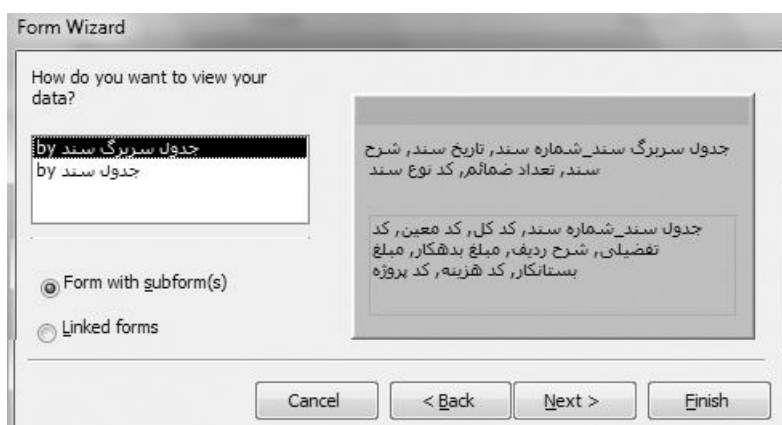 Form Wizard
How do you want to view your
data?
by جدول سربرگ سند
by جدول سند
جدول سربرگ سند_شماره سند, تاریخ سند, شرح
سند, تعداد ضمائم, کد نوع سند
جدول سند_شماره سند, کد کل, کد معین, کد
تفضیلی, شرح ردیف, مبلغ بدهکار, مبلغ
بستانکار, کد هزینه, کد پروژه
Form with subform(s)
Linked forms
Cancel
< Back
Next >
Finish